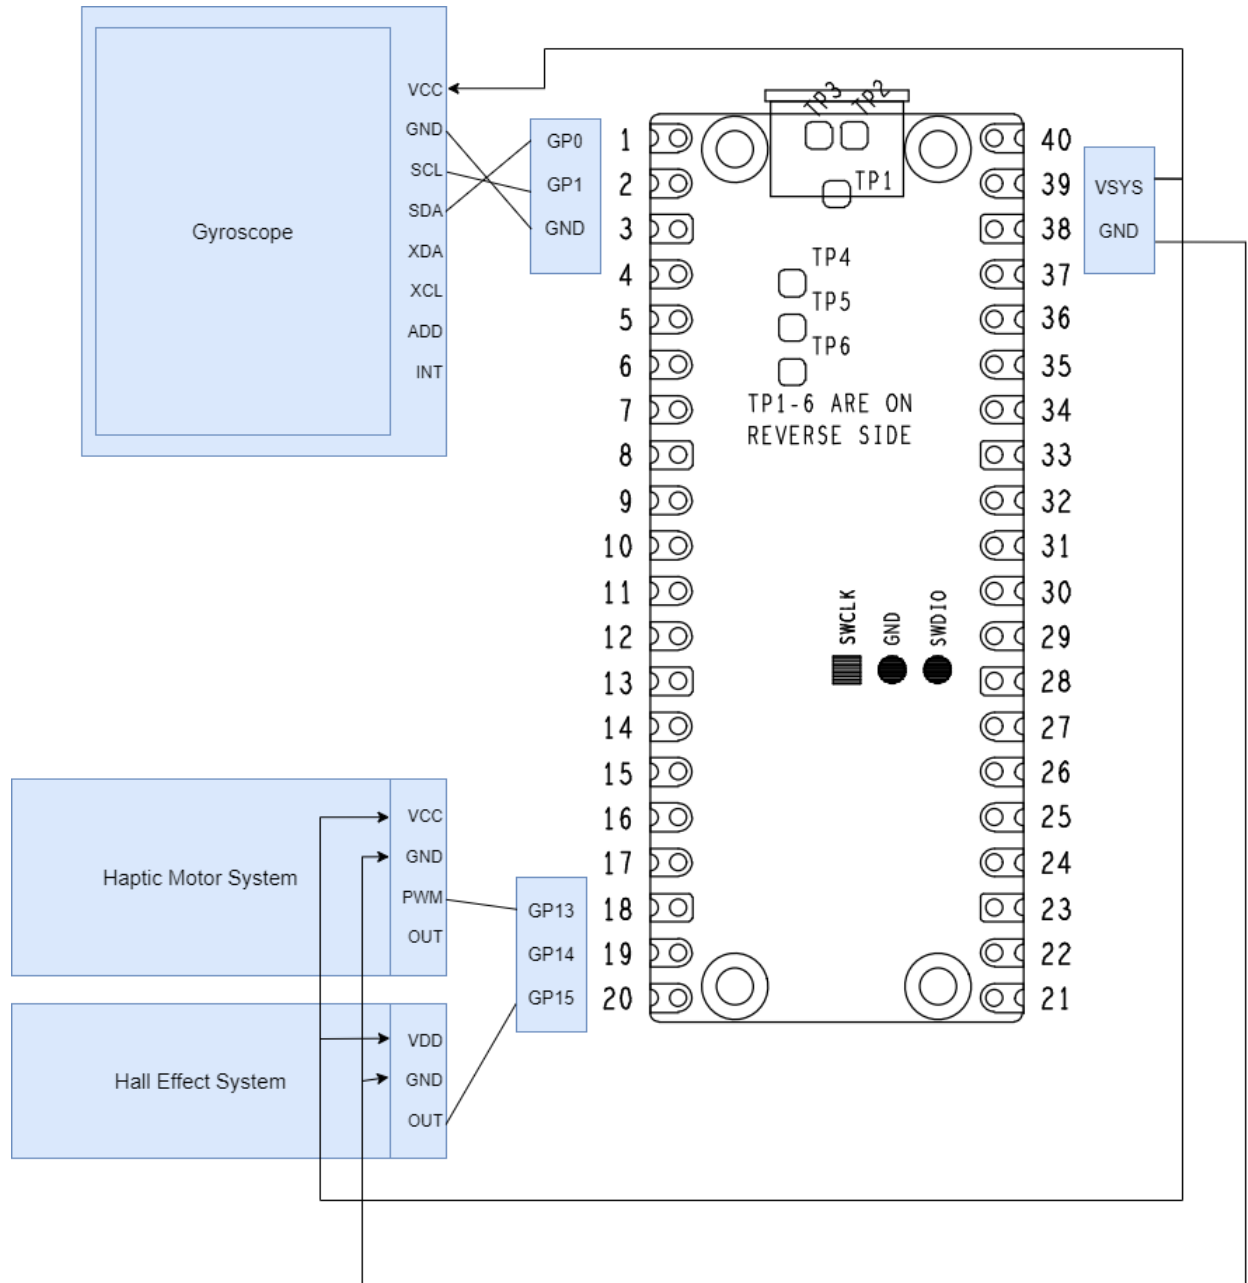 Gyroscope
VCC
GND
SCL
SDA
XDA
XCL
ADD
INT
GP0
GP1
GND
1
2
3
4
5
6
7
8
9
10
11
12
13
14
15
16
17
18
19
20
TP3
TP2
TP1
TP4
TP5
TP6
TP1-6 ARE ON
REVERSE SIDE
SWCLK
GND
SWDIO
40
39
38
37
36
35
34
33
32
31
30
29
28
27
26
25
24
23
22
21
VSYS
GND
Haptic Motor System
VCC
GND
PWM
OUT
GP13
GP14
GP15
Hall Effect System
VDD
GND
OUT